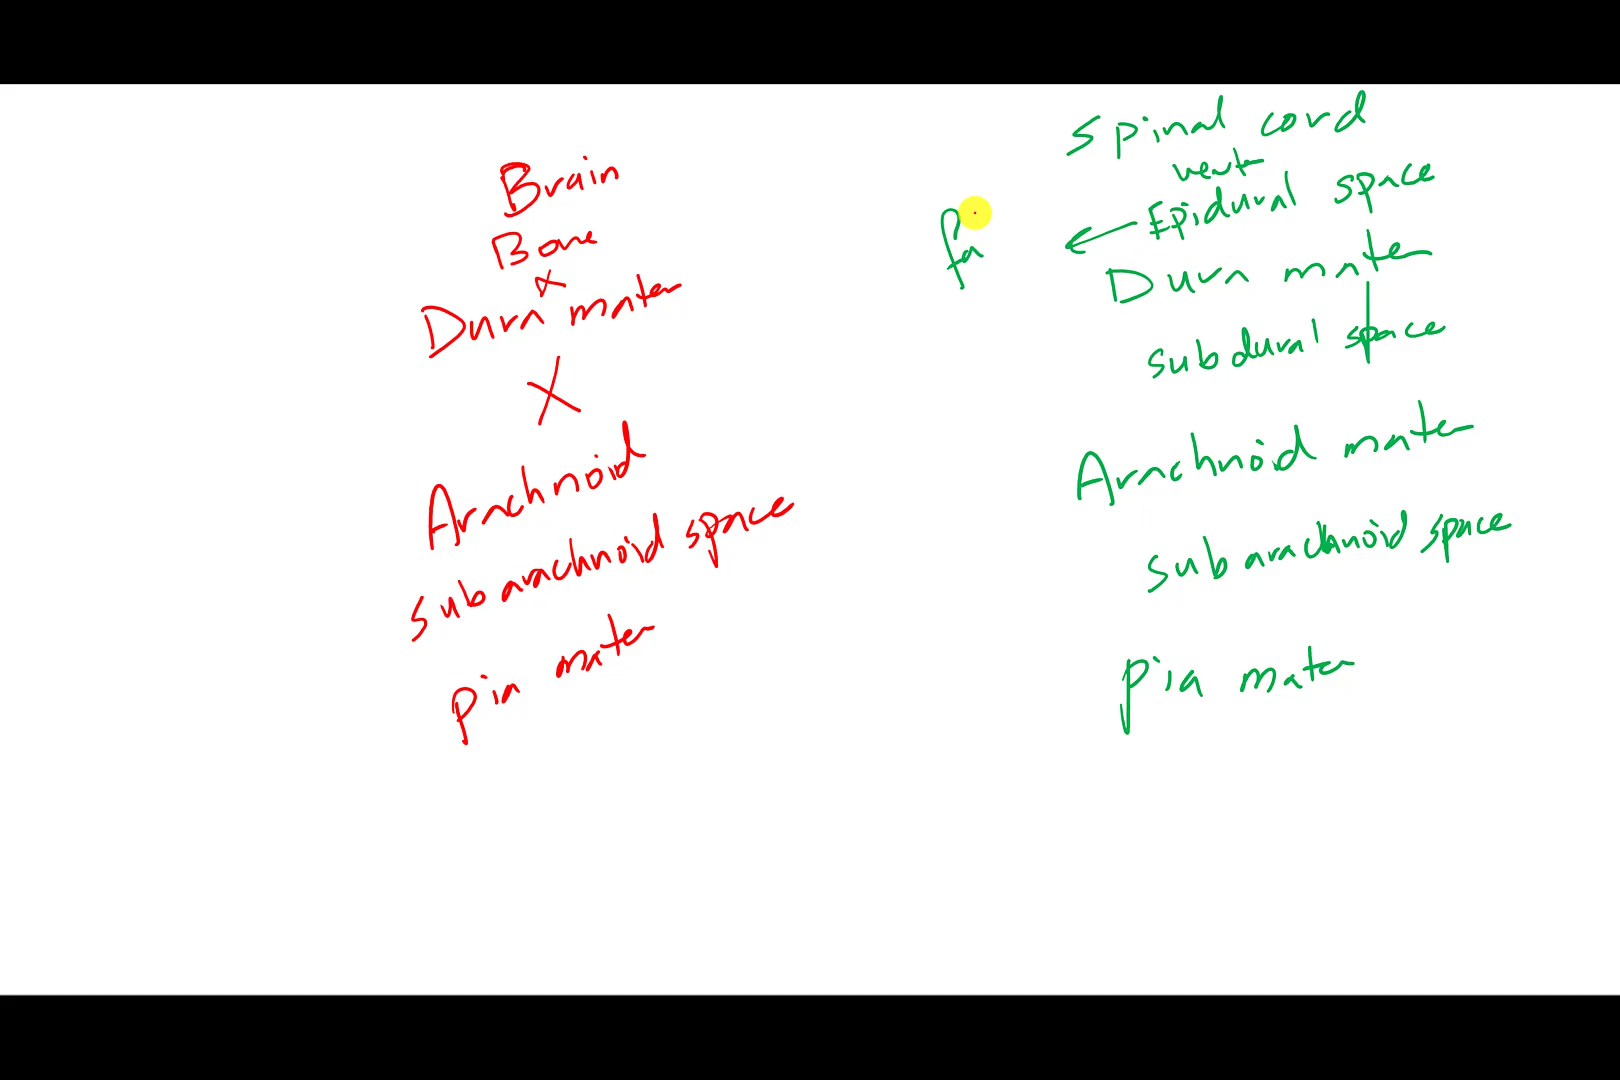 Brain
Bone
x
Dura mater
X
Arachnoid
subarachnoid space
pia mater
spinal cord
vert
fa ← Epidural space
Dura mater
subdural space
Arachnoid mater
subarachnoid space
pia mater